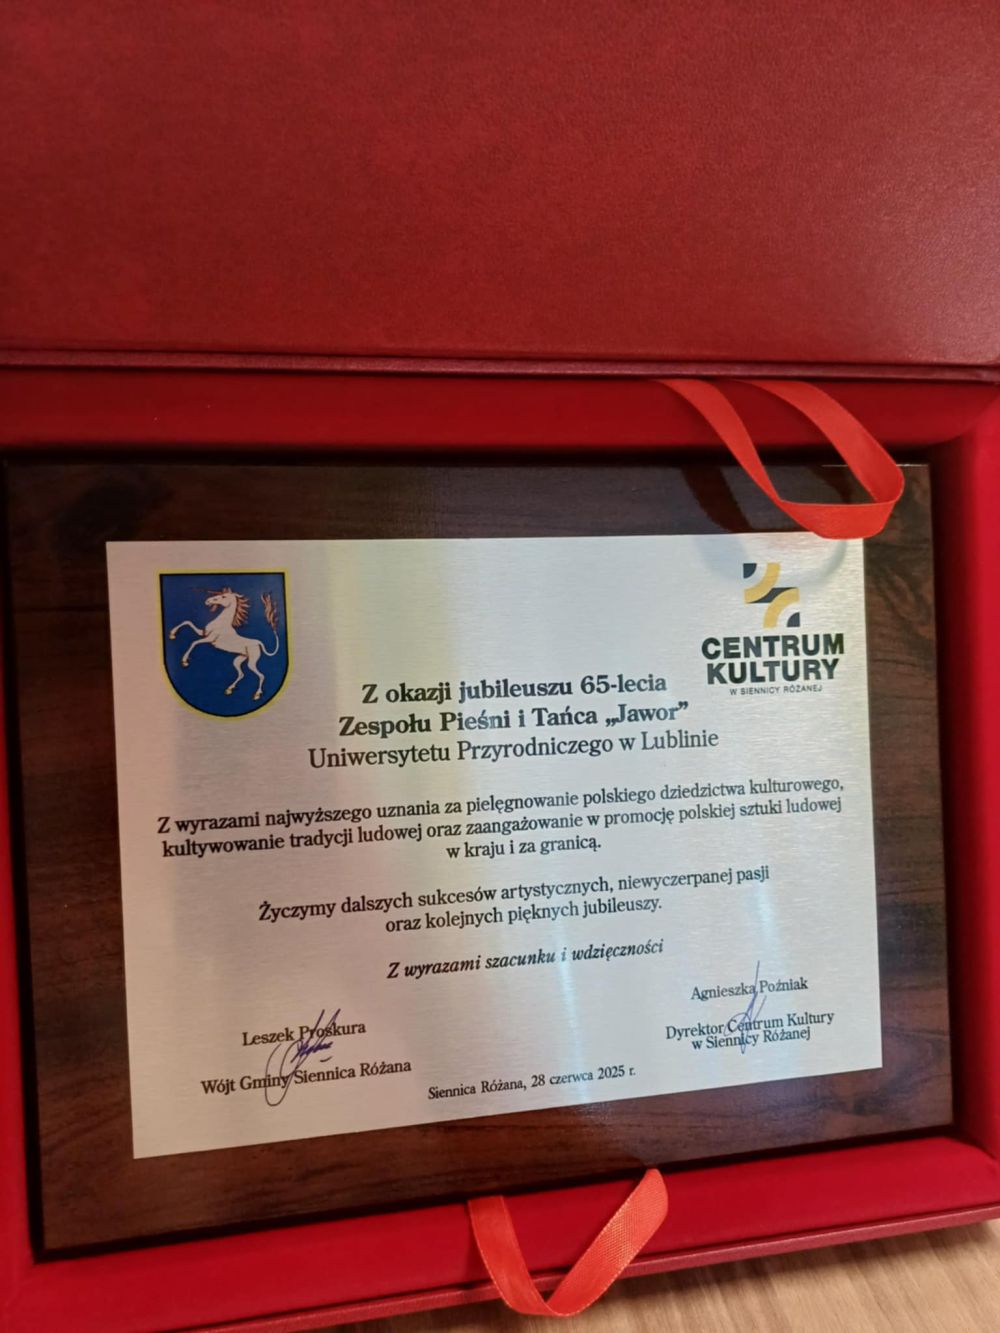 CENTRUM
KULTURY
W SIENNICY RÓŻANEJ
Z okazji jubileuszu 65-lecia
Zespołu Pieśni i Tańca „Jawor”
Uniwersytetu Przyrodniczego w Lublinie
Z wyrazami najwyższego uznania za pielęgnowanie polskiego dziedzictwa kulturowego,
kultywowanie tradycji ludowej oraz zaangażowanie w promocję polskiej sztuki ludowej
w kraju i za granicą.
Życzymy dalszych sukcesów artystycznych, niewyczerpanej pasji
oraz kolejnych pięknych jubileuszy.
Z wyrazami szacunku i wdzięczności
Leszek Proskura
Wójt Gminy Siennica Różana
Agnieszka Poźniak
Dyrektor Centrum Kultury
w Siennicy Różanej
Siennica Różana, 28 czerwca 2025 r.